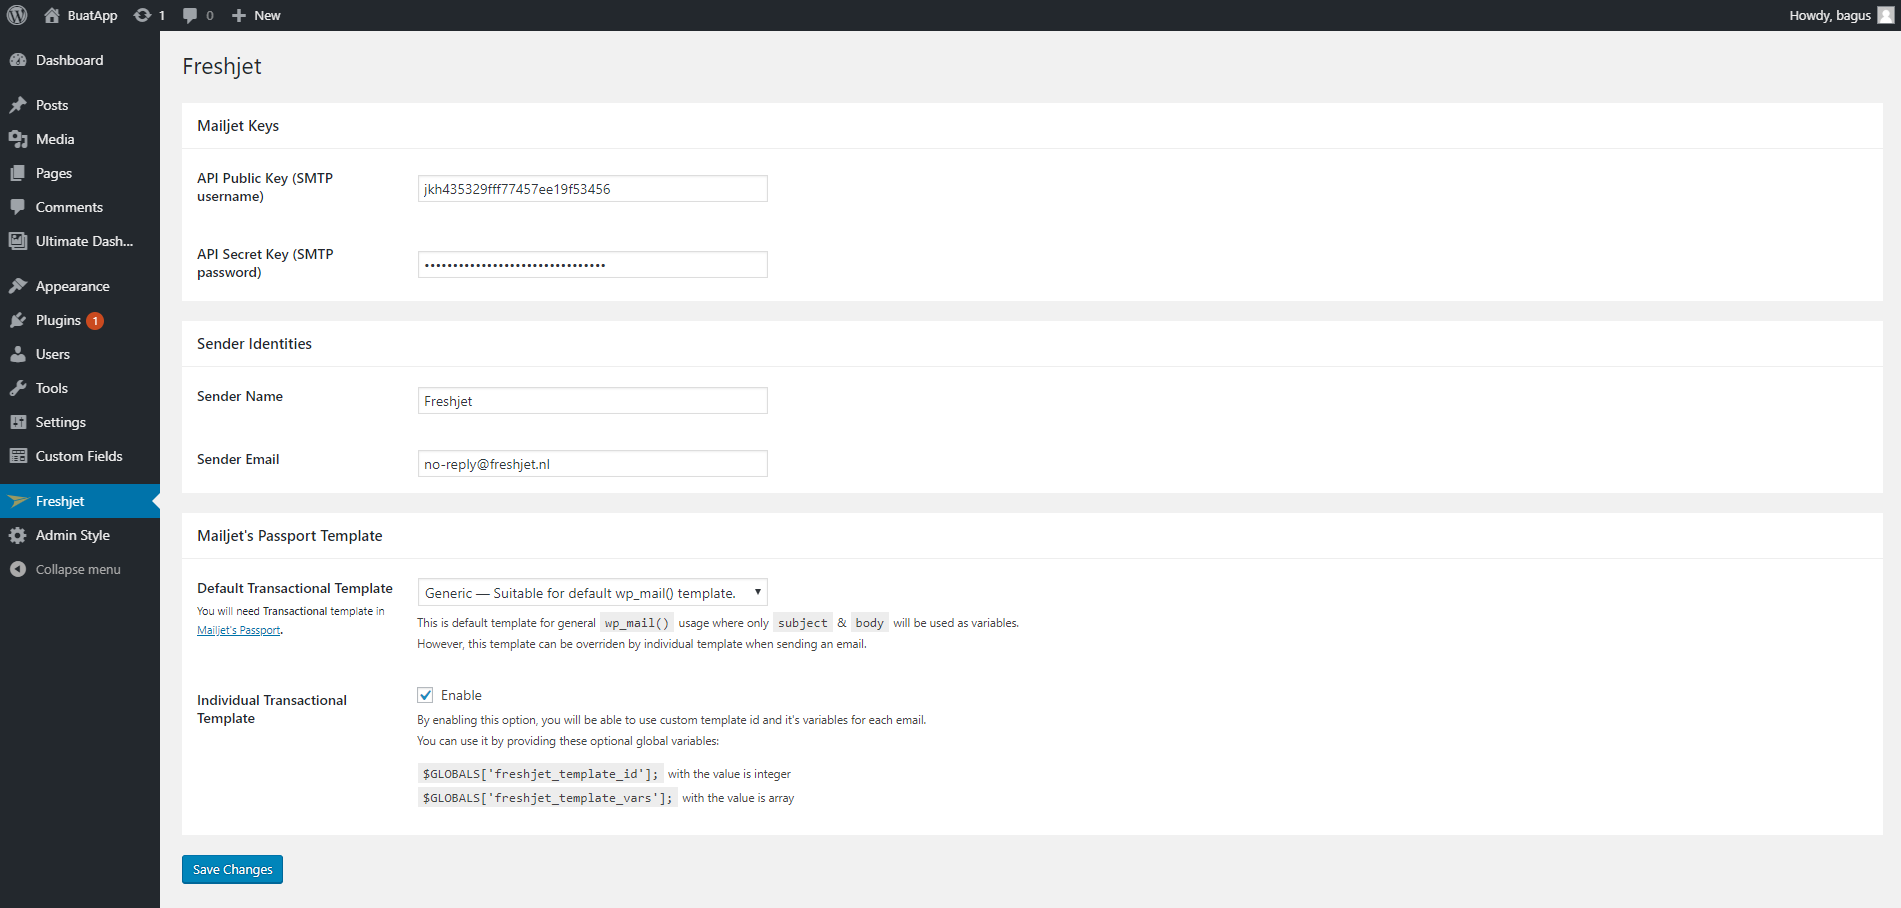 BuatApp 1 0 New Howdy, bagus
Dashboard
Posts
Media
Pages
Comments
Ultimate Dash...
Appearance
Plugins 1
Users
Tools
Settings
Custom Fields
Freshjet
Admin Style
Collapse menu
Freshjet
Mailjet Keys
API Public Key (SMTP
username)
jkh435329fff77457ee19f53456
API Secret Key (SMTP
password)
••••••••••••••••••••••••••••••••
Sender Identities
Sender Name
Freshjet
Sender Email
no-reply@freshjet.nl
Mailjet's Passport Template
Default Transactional Template
You will need Transactional template in
Mailjet's Passport.
Generic — Suitable for default wp_mail() template.
This is default template for general wp_mail() usage where only subject & body will be used as variables.
However, this template can be overriden by individual template when sending an email.
Individual Transactional
Template
Enable
By enabling this option, you will be able to use custom template id and it's variables for each email.
You can use it by providing these optional global variables:
$GLOBALS['freshjet_template_id']; with the value is integer
$GLOBALS['freshjet_template_vars']; with the value is array
Save Changes